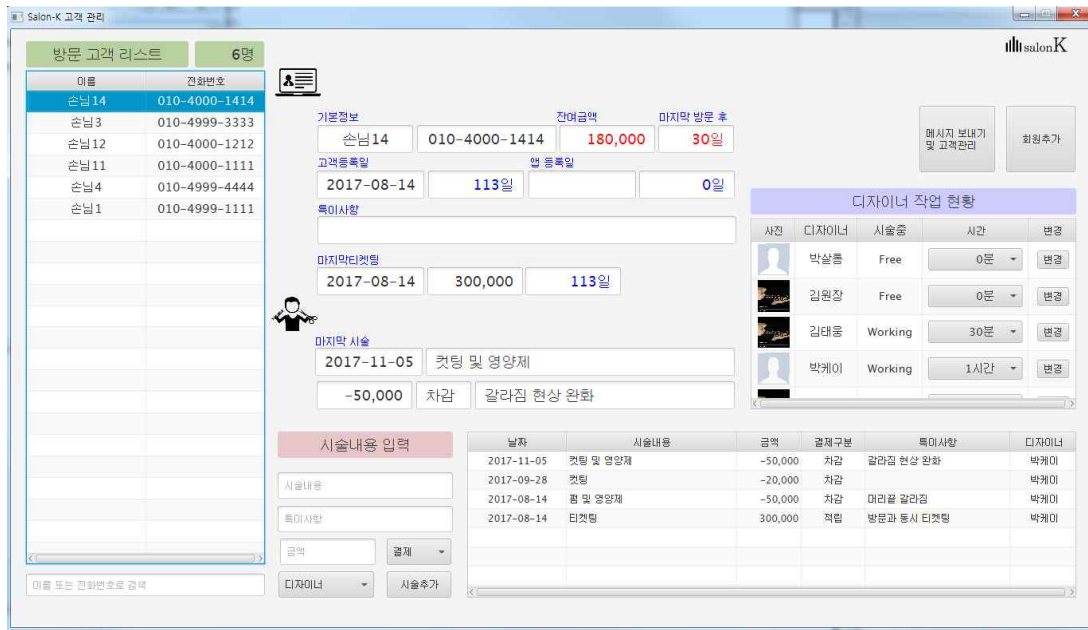 Salon-K 고객 관리
방문 고객 리스트 6명
이름 전화번호
손님14 010-4000-1414
손님3 010-4999-3333
손님12 010-4000-1212
손님11 010-4000-1111
손님4 010-4999-4444
손님1 010-4999-1111
이름 또는 전화번호로 검색
salonK
기본정보 잔여금액 마지막 방문 후
손님14 010-4000-1414 180,000 30일
고객등록일 앱 등록일
2017-08-14 113일 0일
특이사항
마지막티켓팅
2017-08-14 300,000 113일
마지막 시술
2017-11-05 컷팅 및 영양제
-50,000 차감 갈라짐 현상 완화
메시지 보내기
및 고객관리
회원추가
디자이너 작업 현황
사진 디자이너 시술중 시간 변경
박살롱 Free 0분 변경
김원장 Free 0분 변경
김태웅 Working 30분 변경
박케이 Working 1시간 변경
시술내용 입력
시술내용
특이사항
금액 결제
디자이너 시술추가
날짜 시술내용 금액 결제구분 특이사항 디자이너
2017-11-05 컷팅 및 영양제 -50,000 차감 갈라짐 현상 완화 박케이
2017-09-28 컷팅 -20,000 차감 박케이
2017-08-14 펌 및 영양제 -50,000 차감 머리끝 갈라짐 박케이
2017-08-14 티켓팅 300,000 적립 방문과 동시 티켓팅 박케이